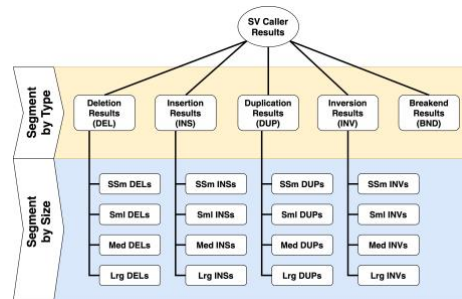 SV Caller
Results
Segment
by Type
Deletion
Results
(DEL)
Insertion
Results
(INS)
Duplication
Results
(DUP)
Inversion
Results
(INV)
Breakend
Results
(BND)
Segment
by Size
SSm DELs
SSm INSs
SSm DUPs
SSm INVs
Sml DELs
Sml INSs
Sml DUPs
Sml INVs
Med DELs
Med INSs
Med DUPs
Med INVs
Lrg DELs
Lrg INSs
Lrg DUPs
Lrg INVs